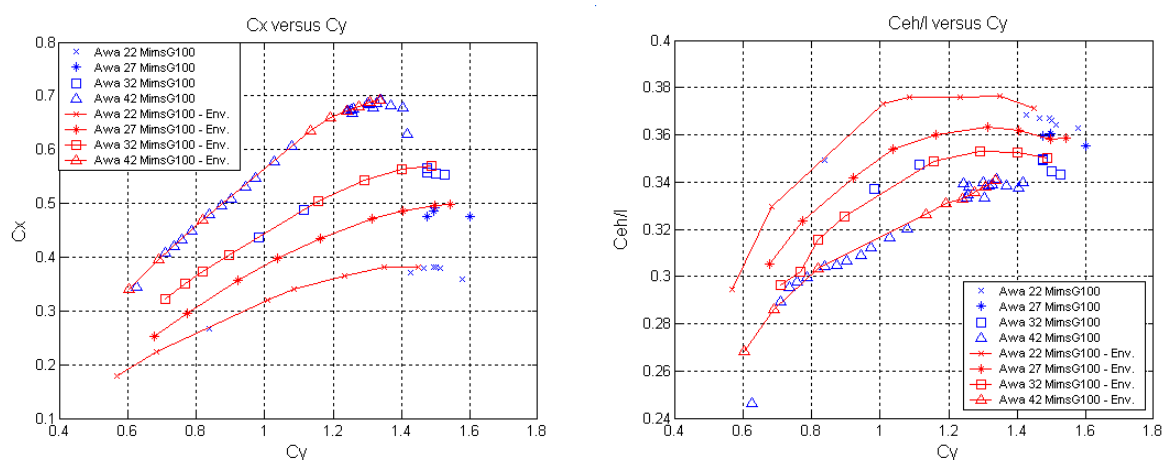 Cx versus Cy
0.8
0.7
0.6
0.5
0.4
0.3
0.2
0.1
Cx
Awa 22 MimsG100
Awa 27 MimsG100
Awa 32 MimsG100
Awa 42 MimsG100
Awa 22 MimsG100 - Env.
Awa 27 MimsG100 - Env.
Awa 32 MimsG100 - Env.
Awa 42 MimsG100 - Env.
0.4 0.6 0.8 1 1.2 1.4 1.6 1.8
Cy
Ceh/l versus Cy
0.4
0.38
0.36
0.34
0.32
0.3
0.28
0.26
0.24
Ceh/l
Awa 22 MimsG100
Awa 27 MimsG100
Awa 32 MimsG100
Awa 42 MimsG100
Awa 22 MimsG100 - Env.
Awa 27 MimsG100 - Env.
Awa 32 MimsG100 - Env.
Awa 42 MimsG100 - Env.
0.4 0.6 0.8 1 1.2 1.4 1.6 1.8
Cy